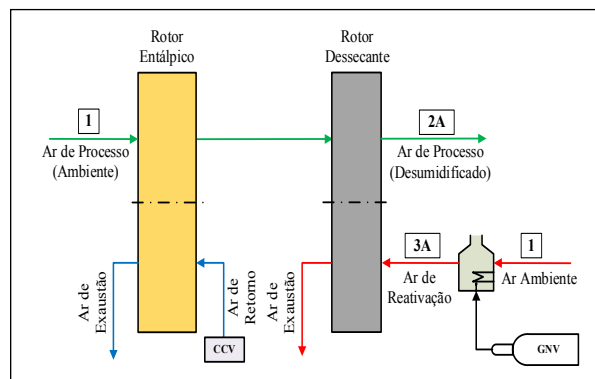 Rotor
Entálpico
Rotor
Dessecante
1
2A
Ar de Processo
(Ambiente)
Ar de Processo
(Desumidificado)
3A
1
Ar de
Exaustão
Ar de
Retorno
Ar de
Exaustão
Ar de
Reativação
Ar Ambiente
CCV
GNV